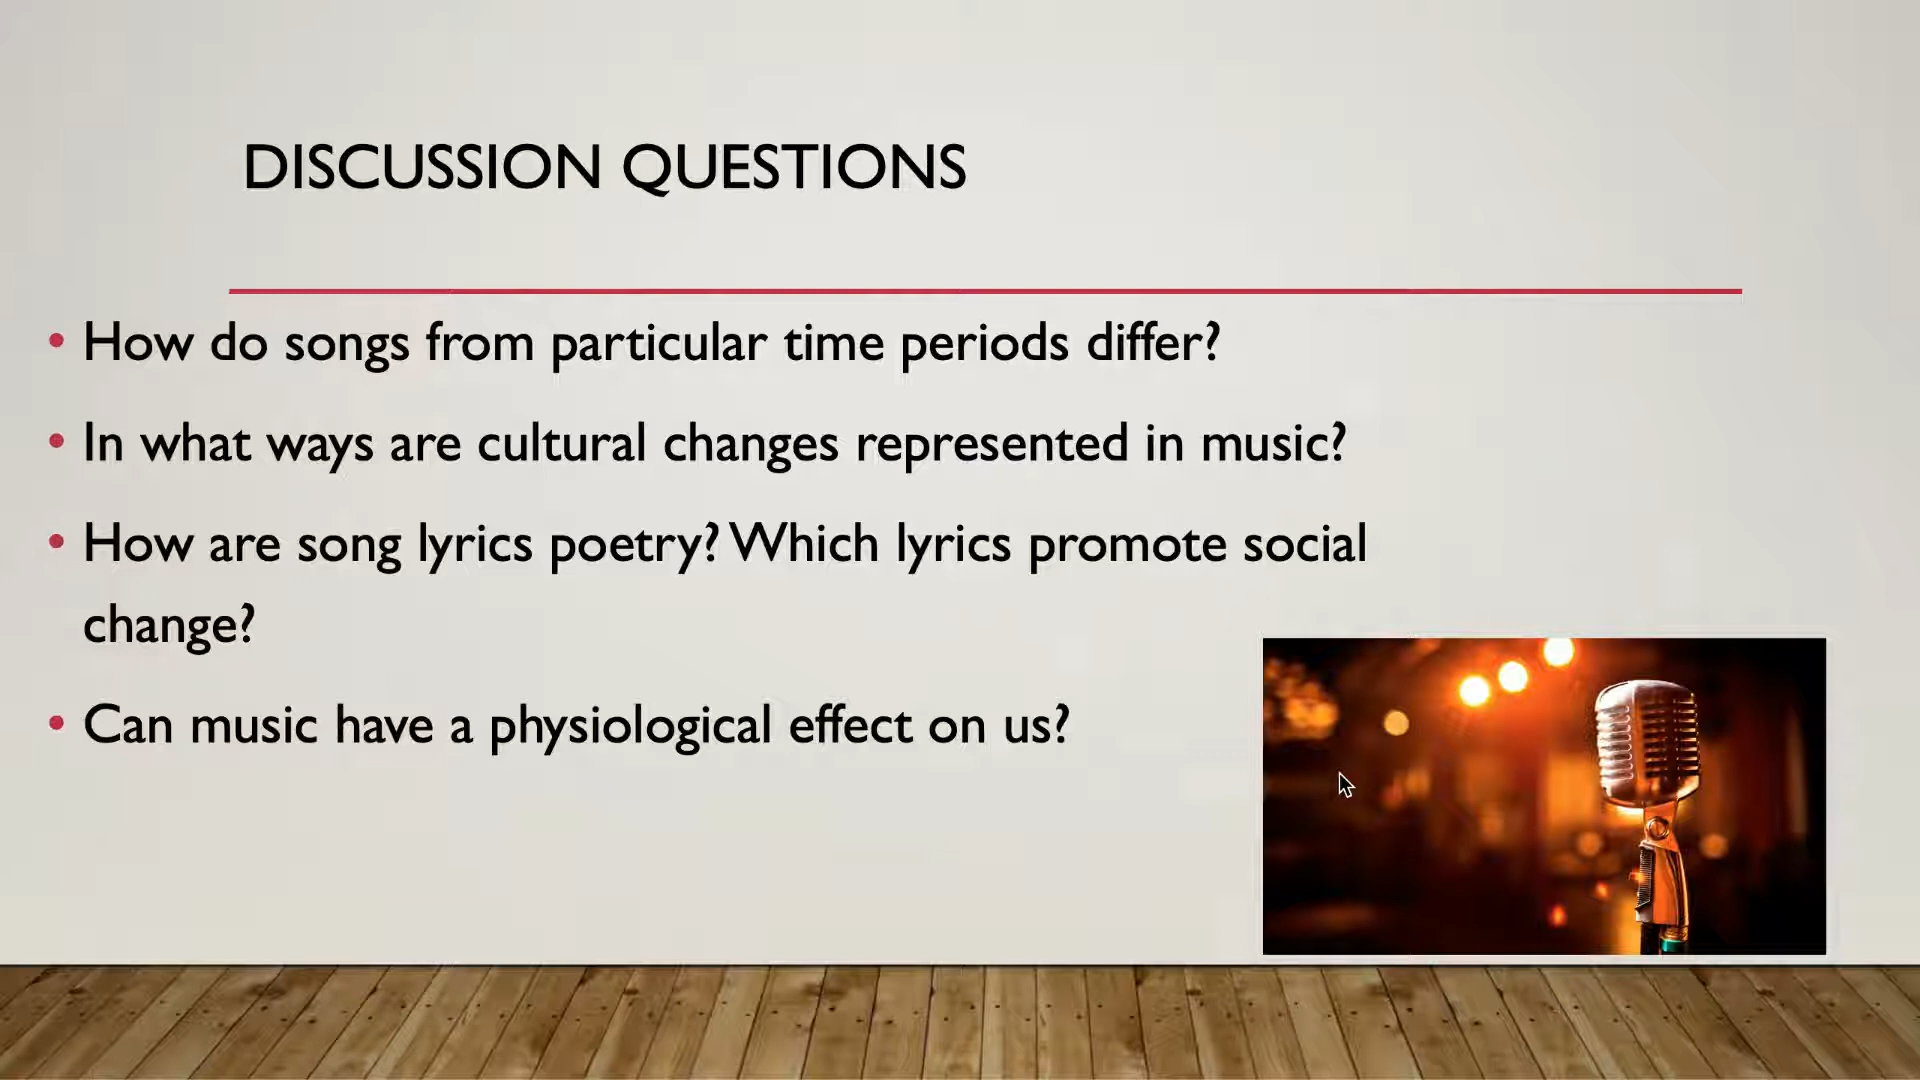 DISCUSSION QUESTIONS
• How do songs from particular time periods differ?
• In what ways are cultural changes represented in music?
• How are song lyrics poetry? Which lyrics promote social
change?
• Can music have a physiological effect on us?